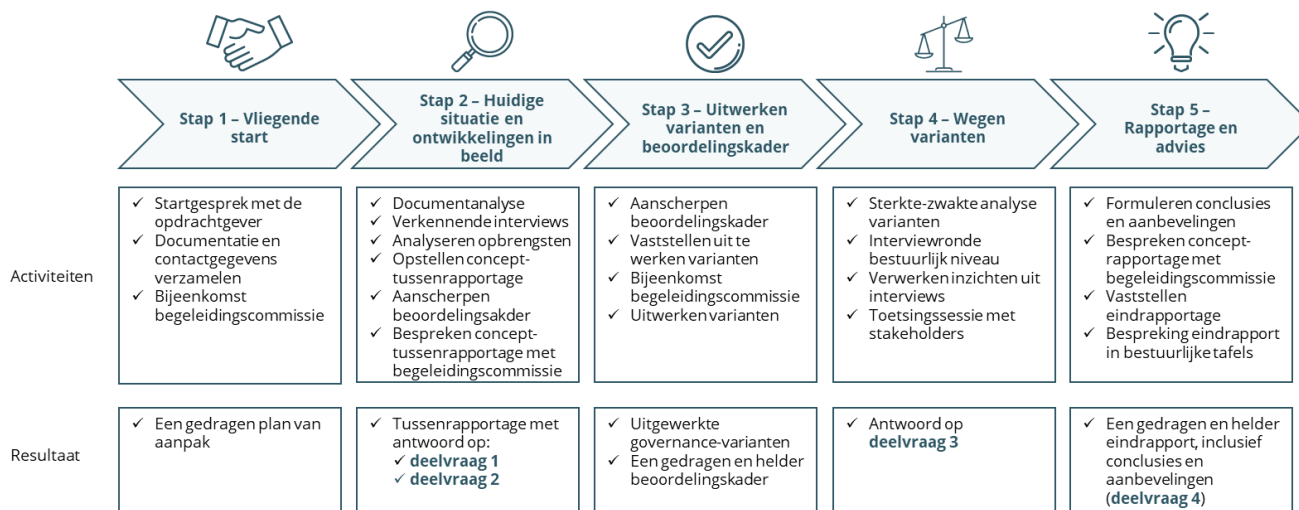 Stap 1 – Vliegende
start
Stap 2 – Huidige
situatie en
ontwikkelingen in
beeld
Stap 3 – Uitwerken
varianten en
beoordelingskader
Stap 4 – Wegen
varianten
Stap 5 –
Rapportage en
advies
Activiteiten
✓ Startgesprek met de
opdrachtgever
✓ Documentatie en
contactgegevens
verzamelen
✓ Bijeenkomst
begeleidingscommissie
✓ Documentanalyse
✓ Verkennende interviews
✓ Analyseren opbrengsten
✓ Opstellen concept-
tussenrapportage
✓ Aanscherpen
beoordelingsakder
✓ Bespreken concept-
tussenrapportage met
begeleidingscommissie
✓ Aanscherpen
beoordelingskader
✓ Vaststellen uit te
werken varianten
✓ Bijeenkomst
begeleidingscommissie
✓ Uitwerken varianten
✓ Sterkte-zwakte analyse
varianten
✓ Interviewronde
bestuurlijk niveau
✓ Verwerken inzichten uit
interviews
✓ Toetsingssessie met
stakeholders
✓ Formuleren conclusies
en aanbevelingen
✓ Bespreken concept-
rapportage met
begeleidingscommissie
✓ Vaststellen
eindrapportage
✓ Bespreking eindrapport
in bestuurlijke tafels
Resultaat
✓ Een gedragen plan van
aanpak
✓ Tussenrapportage met
antwoord op:
✓ deelvraag 1
✓ deelvraag 2
✓ Uitgewerkte
governance-varianten
✓ Een gedragen en helder
beoordelingskader
✓ Antwoord op
deelvraag 3
✓ Een gedragen en helder
eindrapport, inclusief
conclusies en
aanbevelingen
(deelvraag 4)